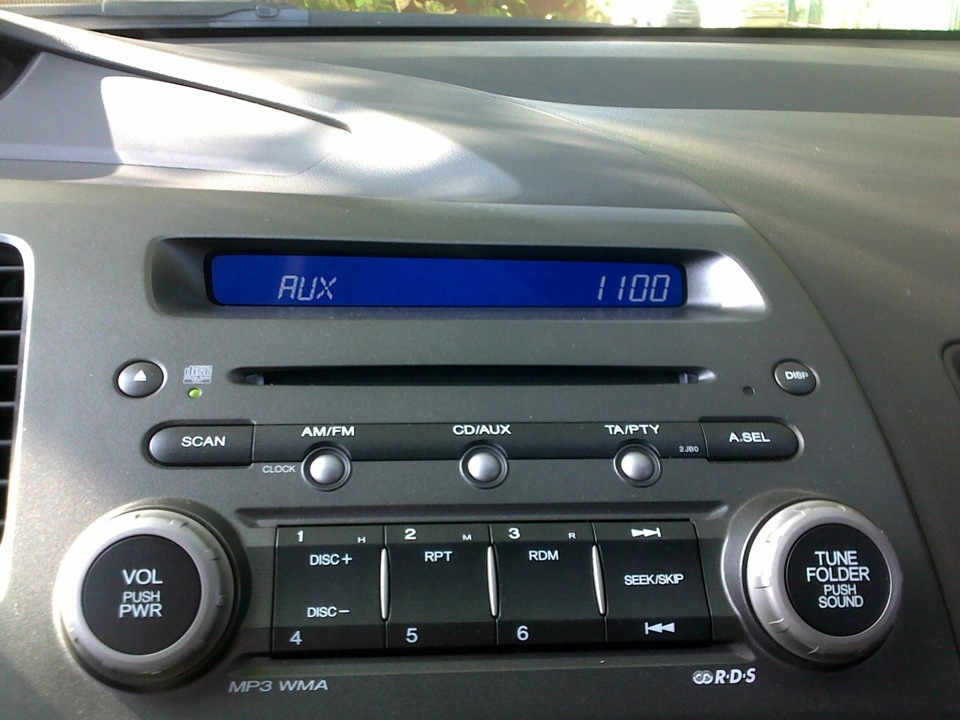 AUX 1100
DISP
SCAN AM/FM CD/AUX TA/PTY A.SEL
CLOCK 2JB0
1 H 2 M 3 R
DISC+ RPT RDM
SEEK/SKIP
DISC–
4 5 6
VOL
PUSH
PWR
TUNE
FOLDER
PUSH
SOUND
MP3 WMA
R·D·S